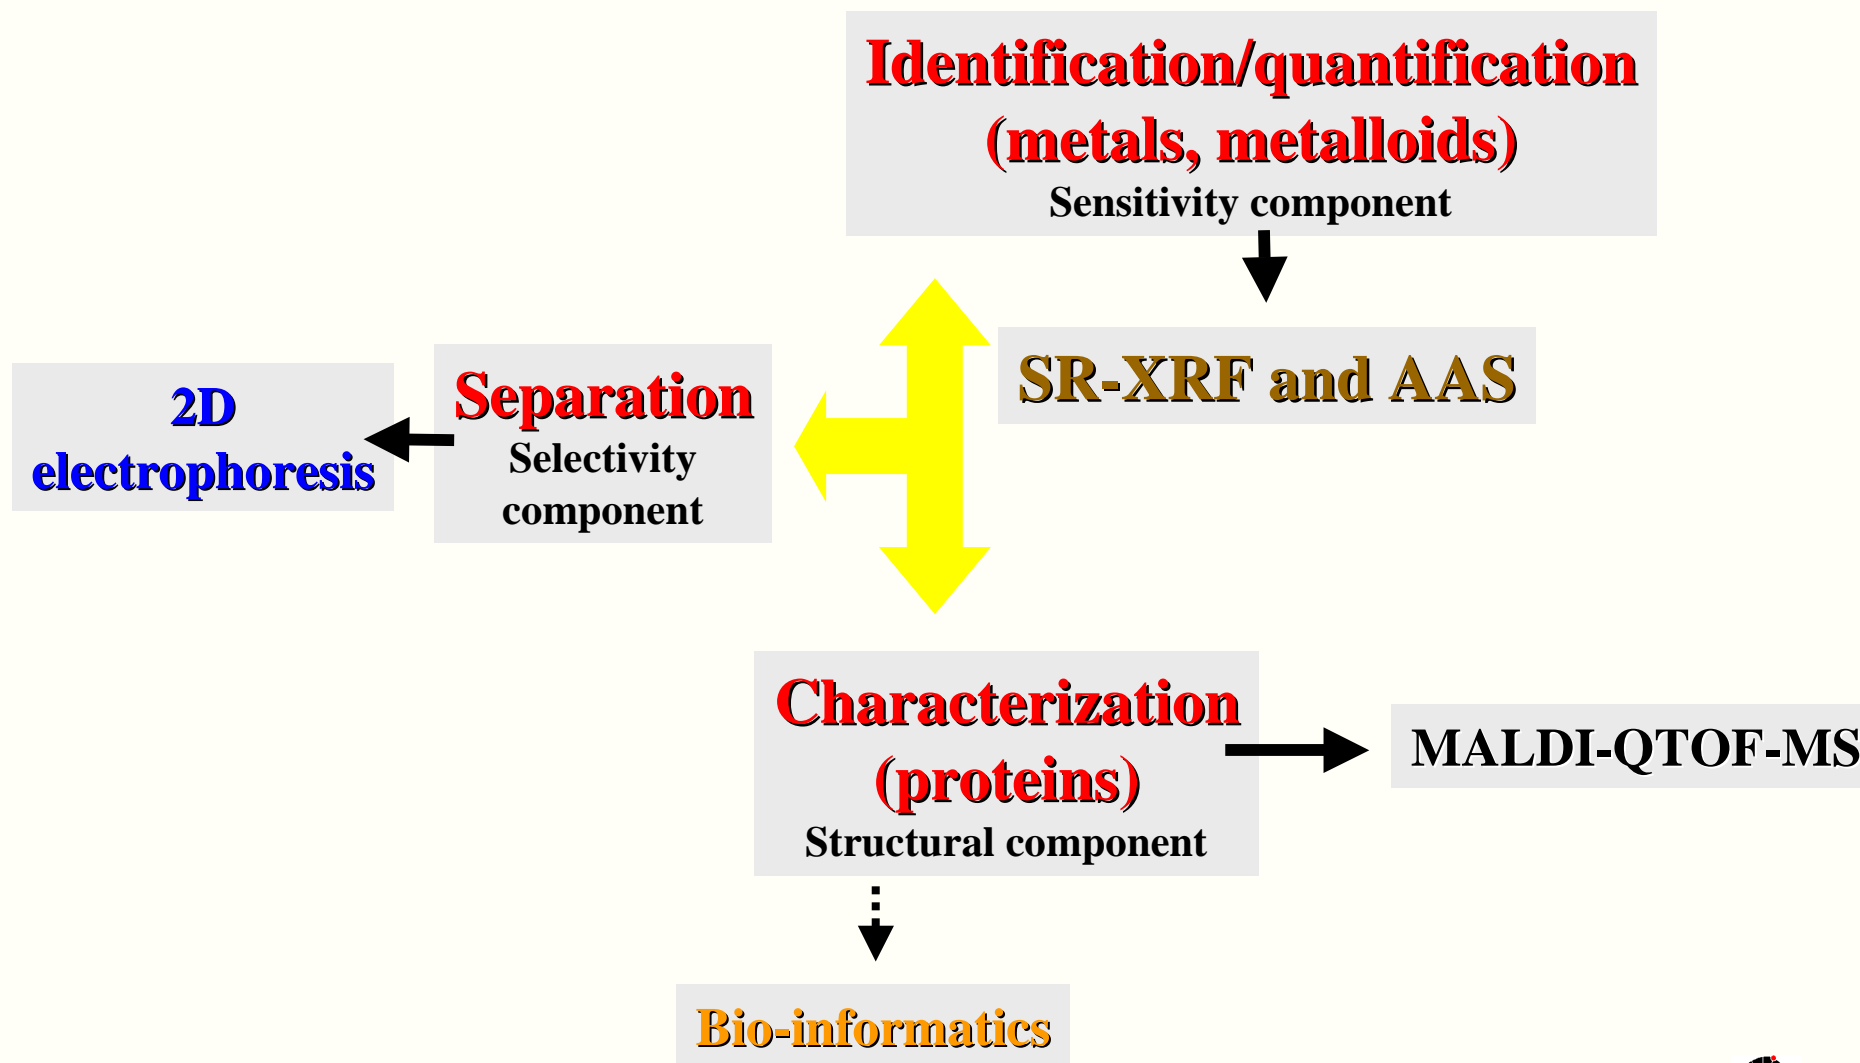 Identification/quantification
(metals, metalloids)
Sensitivity component
SR-XRF and AAS
Separation
Selectivity
component
2D
electrophoresis
Characterization
(proteins)
Structural component
MALDI-QTOF-MS
Bio-informatics